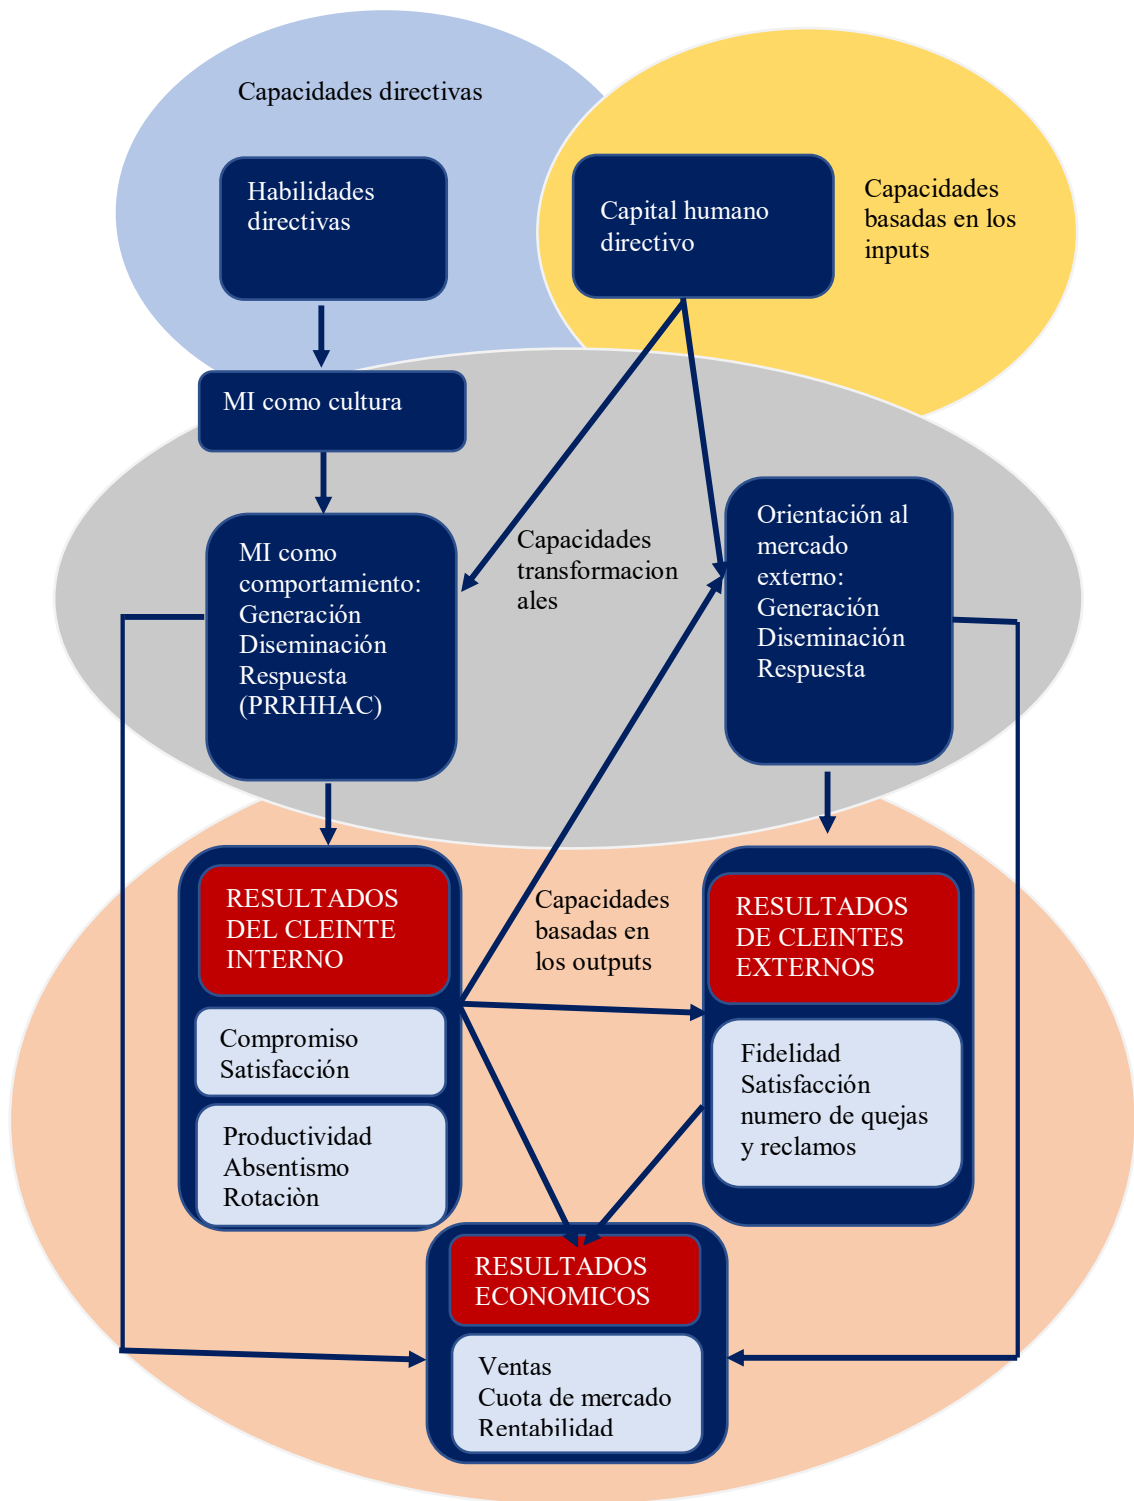 Capacidades directivas
Habilidades
directivas
Capital humano
directivo
Capacidades
basadas en los
inputs
MI como cultura
MI como
comportamiento:
Generación
Diseminación
Respuesta
(PRRHHAC)
Capacidades
transformacion
ales
Orientación al
mercado
externo:
Generación
Diseminación
Respuesta
RESULTADOS
DEL CLEINTE
INTERNO
Compromiso
Satisfacción
Productividad
Absentismo
Rotaciòn
Capacidades
basadas en
los outputs
RESULTADOS
DE CLEINTES
EXTERNOS
Fidelidad
Satisfacción
numero de quejas
y reclamos
RESULTADOS
ECONOMICOS
Ventas
Cuota de mercado
Rentabilidad